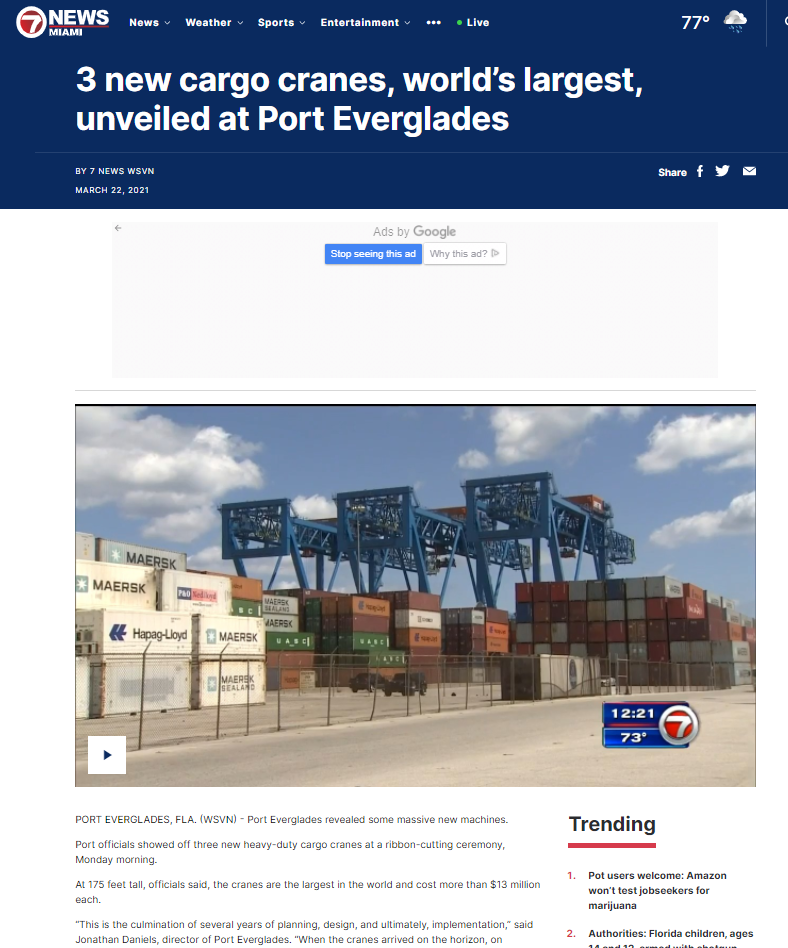 7 NEWS
MIAMI
News Weather Sports Entertainment ••• Live
77°
3 new cargo cranes, world’s largest,
unveiled at Port Everglades
BY 7 NEWS WSVN
MARCH 22, 2021
Share
Ads by Google
Stop seeing this ad Why this ad?
MAERSK
MAERSK
P&O Nedlloyd
Hapag-Lloyd
MAERSK
MAERSK
SEALAND
MAERSK
SEALAND
MAERSK
UASC
UASC
12:21
73°
7
PORT EVERGLADES, FLA. (WSVN) - Port Everglades revealed some massive new machines.
Port officials showed off three new heavy-duty cargo cranes at a ribbon-cutting ceremony,
Monday morning.
At 175 feet tall, officials said, the cranes are the largest in the world and cost more than $13 million
each.
“This is the culmination of several years of planning, design, and ultimately, implementation,” said
Jonathan Daniels, director of Port Everglades. “When the cranes arrived on the horizon, on
Trending
1. Pot users welcome: Amazon
won’t test jobseekers for
marijuana
2. Authorities: Florida children, ages
14 and 12, armed with shotgun